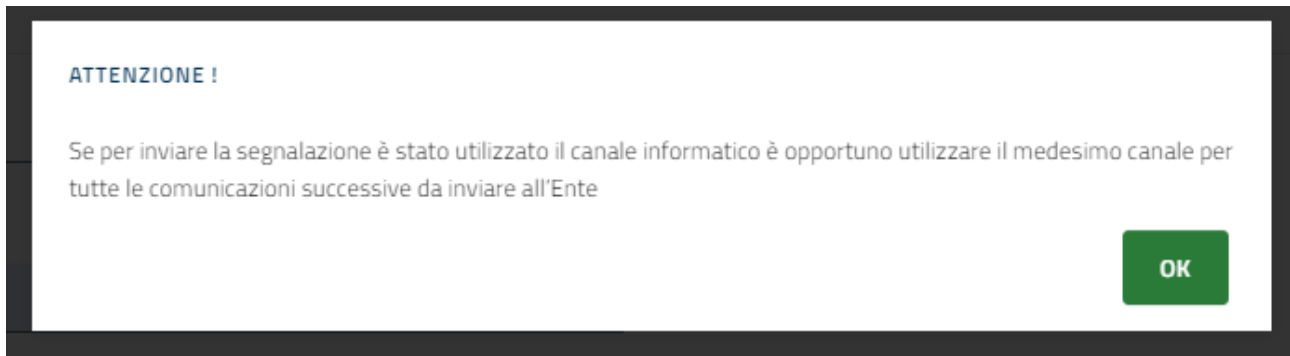 ATTENZIONE !
Se per inviare la segnalazione è stato utilizzato il canale informatico è opportuno utilizzare il medesimo canale per
tutte le comunicazioni successive da inviare all'Ente
OK